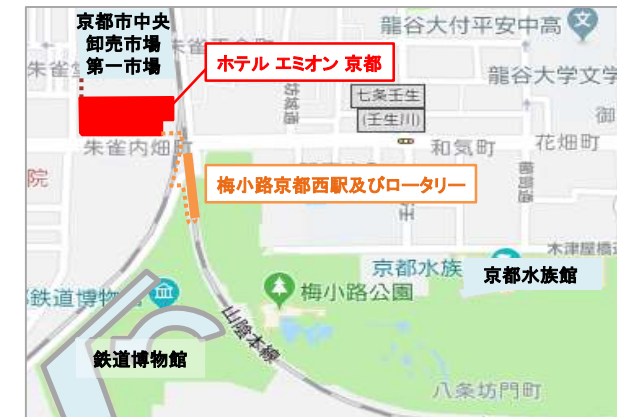 京都市中央
卸売市場
第一市場
龍谷大付平安中高
ホテル エミオン 京都
龍谷大学文学
七条壬生
(壬生川)
御
朱雀内畑町
和気町
花畑町
院
梅小路京都西駅及びロータリー
木津屋橋通
京都水族
京都水族館
鉄道博物
梅小路公園
山陰本線
鉄道博物館
八条坊門町